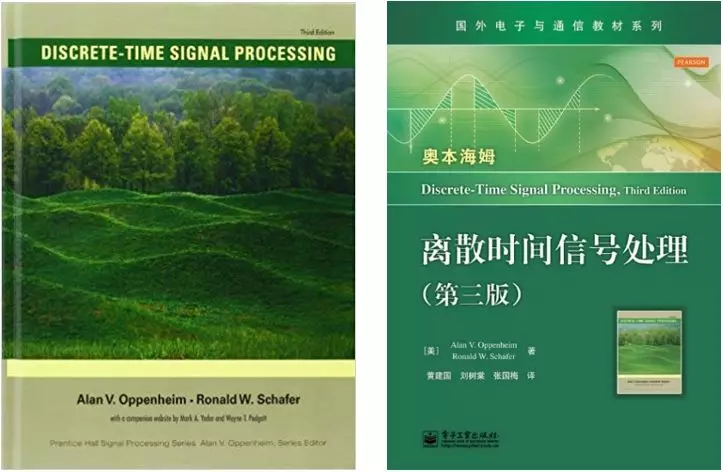 Third Edition
DISCRETE-TIME SIGNAL PROCESSING
Alan V. Oppenheim · Ronald W. Schafer
with a companion website by Mark A. Yoder and Wayne T. Padgett
Prentice Hall Signal Processing Series Alan V. Oppenheim, Series Editor
国外电子与通信教材系列
PEARSON
奥本海姆
Discrete-Time Signal Processing, Third Edition
离散时间信号处理
（第三版）
[美] Alan V. Oppenheim 著
Ronald W. Schafer
黄建国 刘树棠 张国梅 译
电子工业出版社